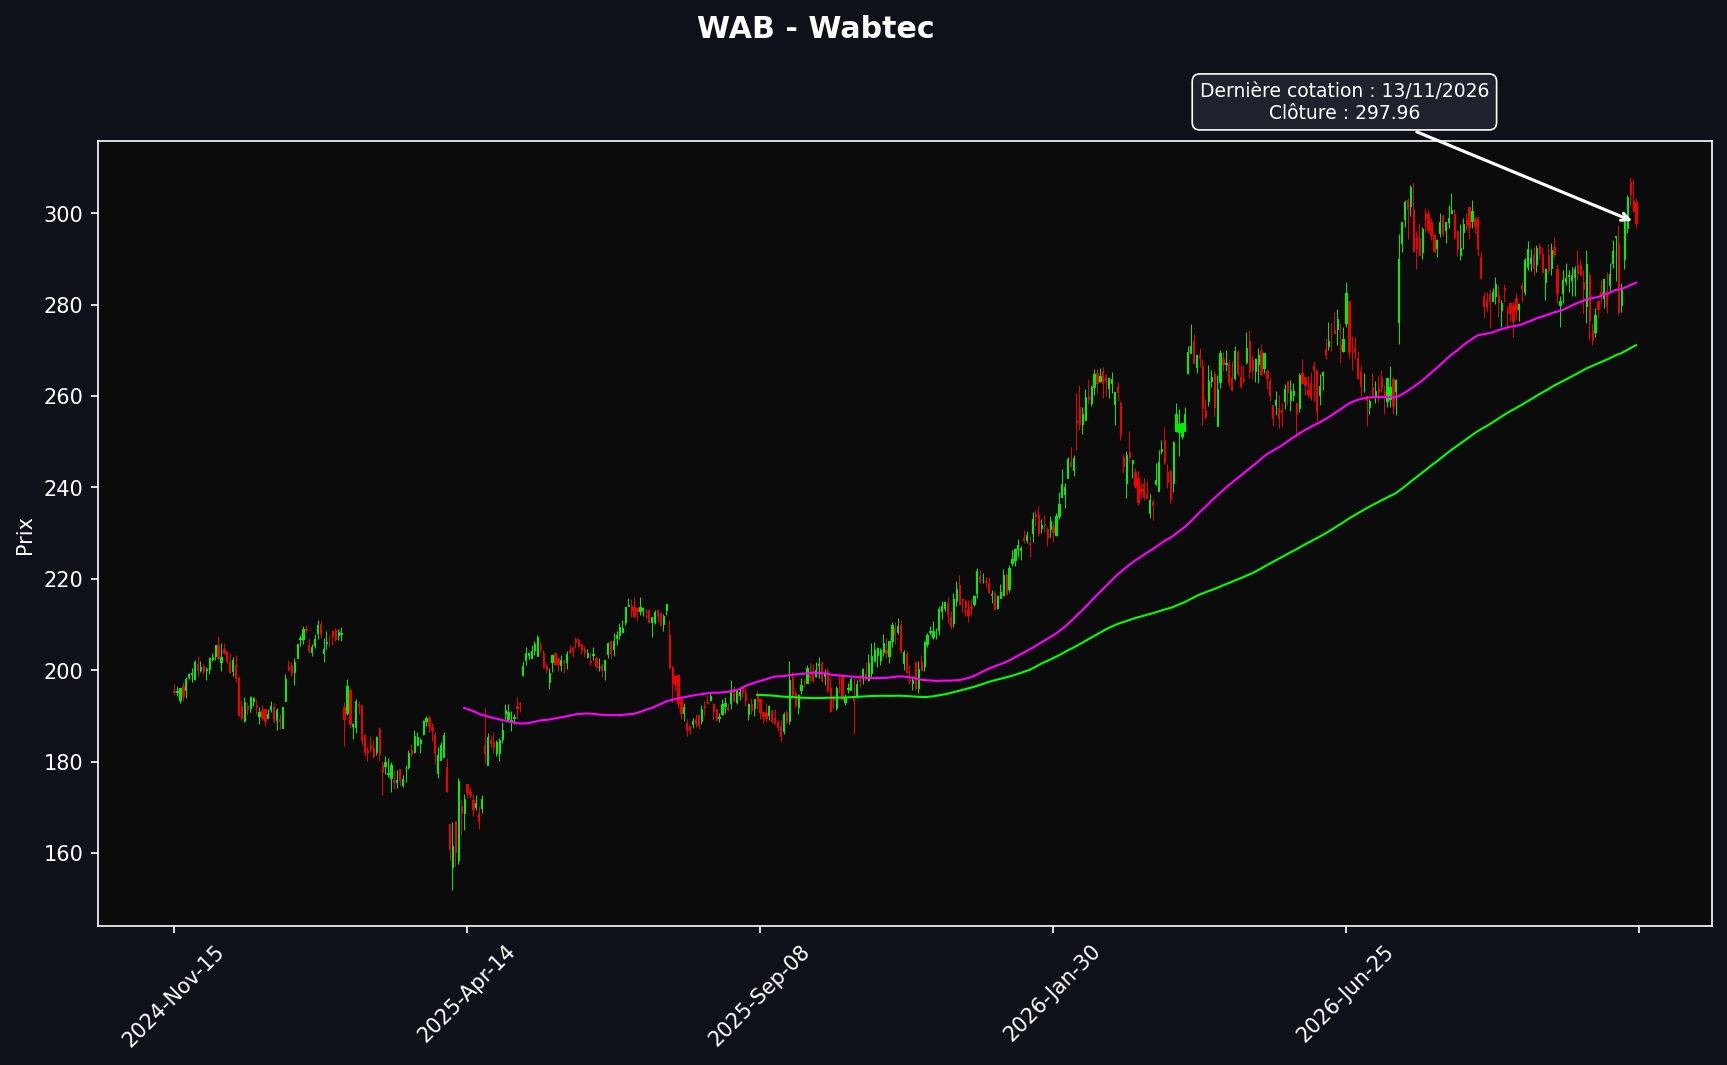 WAB - Wabtec
Dernière cotation : 13/11/2026
Clôture : 297.96
Prix
300
280
260
240
220
200
180
160
2024-Nov-15
2025-Apr-14
2025-Sep-08
2026-Jan-30
2026-Jun-25